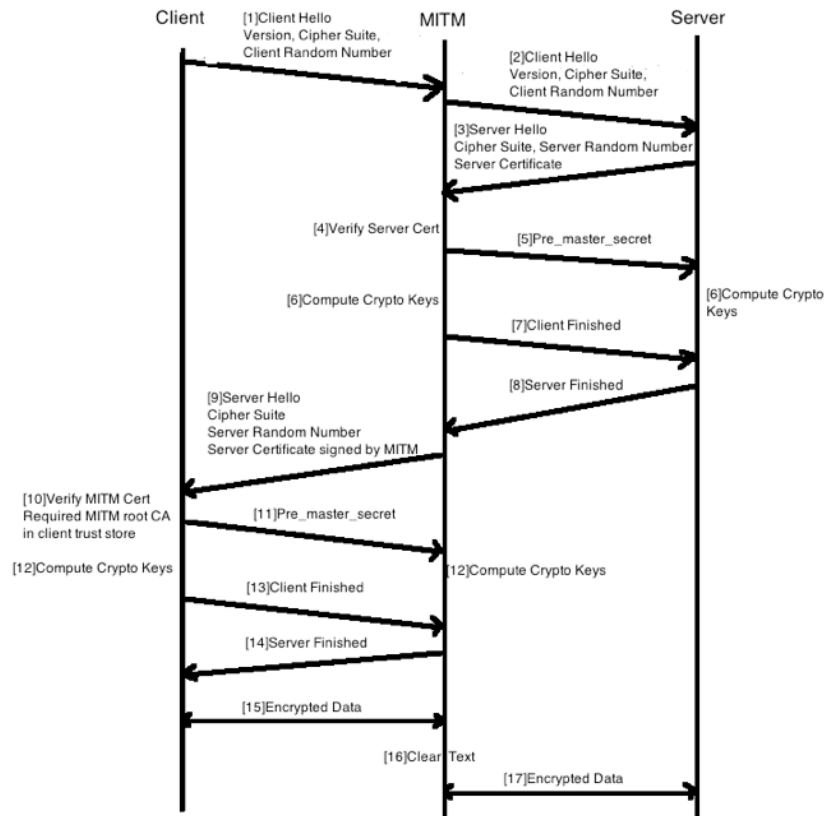 Client
MITM
Server
[1]Client Hello
Version, Cipher Suite,
Client Random Number
[2]Client Hello
Version, Cipher Suite,
Client Random Number
[3]Server Hello
Cipher Suite, Server Random Number
Server Certificate
[4]Verify Server Cert
[5]Pre_master_secret
[6]Compute Crypto Keys
[6]Compute Crypto
Keys
[7]Client Finished
[8]Server Finished
[9]Server Hello
Cipher Suite
Server Random Number
Server Certificate signed by MITM
[10]Verify MITM Cert
Required MITM root CA
in client trust store
[11]Pre_master_secret
[12]Compute Crypto Keys
[12]Compute Crypto Keys
[13]Client Finished
[14]Server Finished
[15]Encrypted Data
[16]Clear Text
[17]Encrypted Data